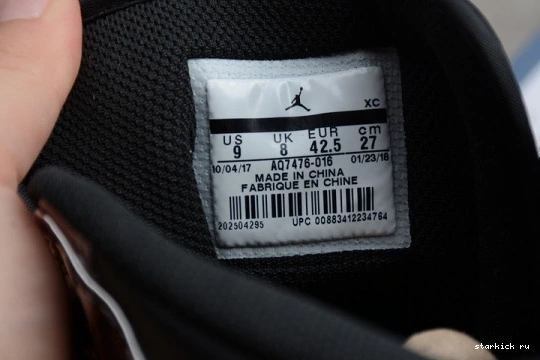 XC
US UK EUR cm
9 8 42.5 27
10/04/17 AQ7476-016 01/23/18
MADE IN CHINA
FABRIQUE EN CHINE
202504295 UPC 00883412234764
starkick ru